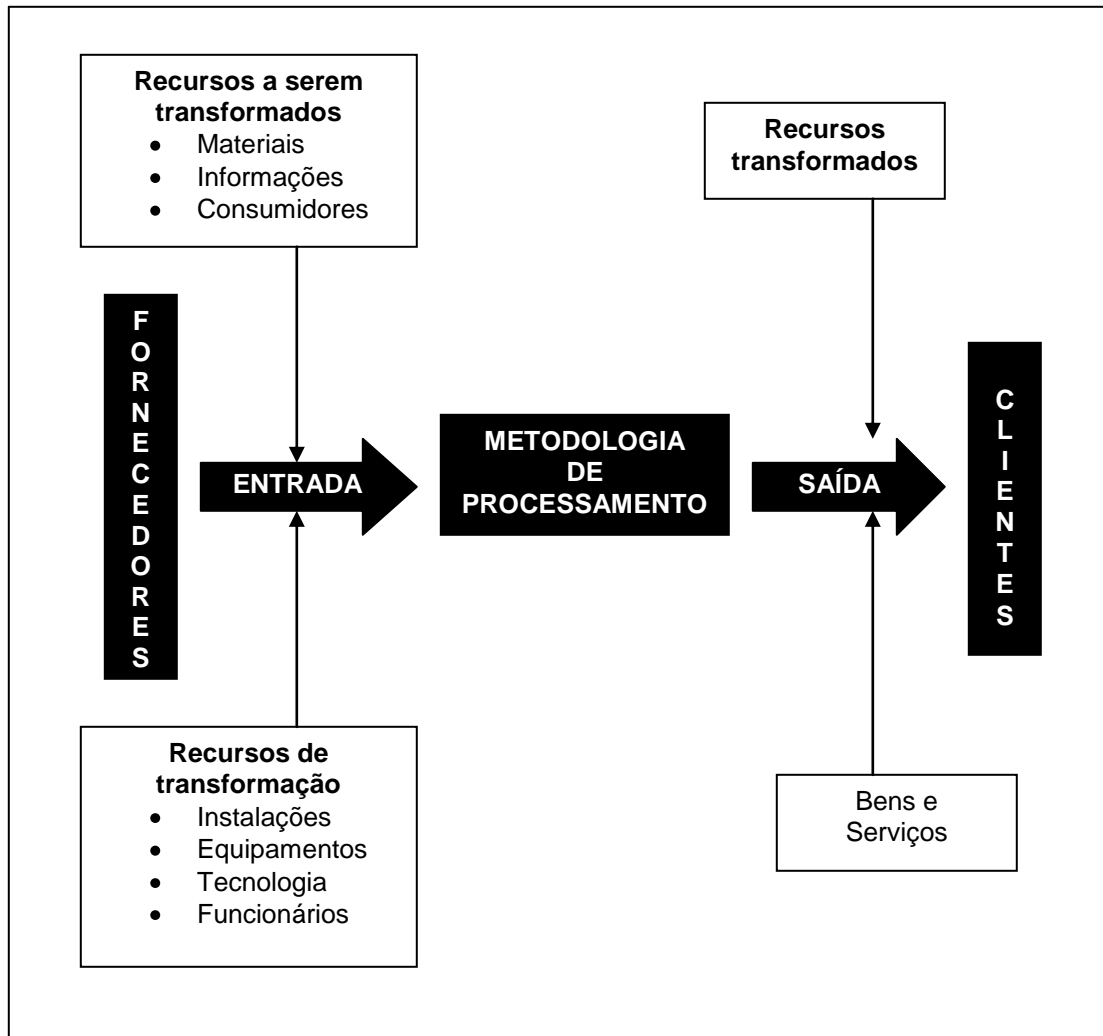 Recursos a serem
transformados
• Materiais
• Informações
• Consumidores
Recursos
transformados
F
O
R
N
E
C
E
D
O
R
E
S
ENTRADA
METODOLOGIA
DE
PROCESSAMENTO
SAÍDA
C
L
I
E
N
T
E
S
Recursos de
transformação
• Instalações
• Equipamentos
• Tecnologia
• Funcionários
Bens e
Serviços